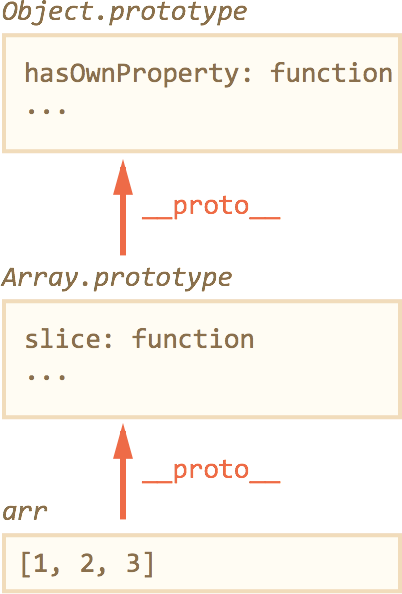 Object.prototype
hasOwnProperty: function
...
__proto__
Array.prototype
slice: function
...
__proto__
arr
[1, 2, 3]